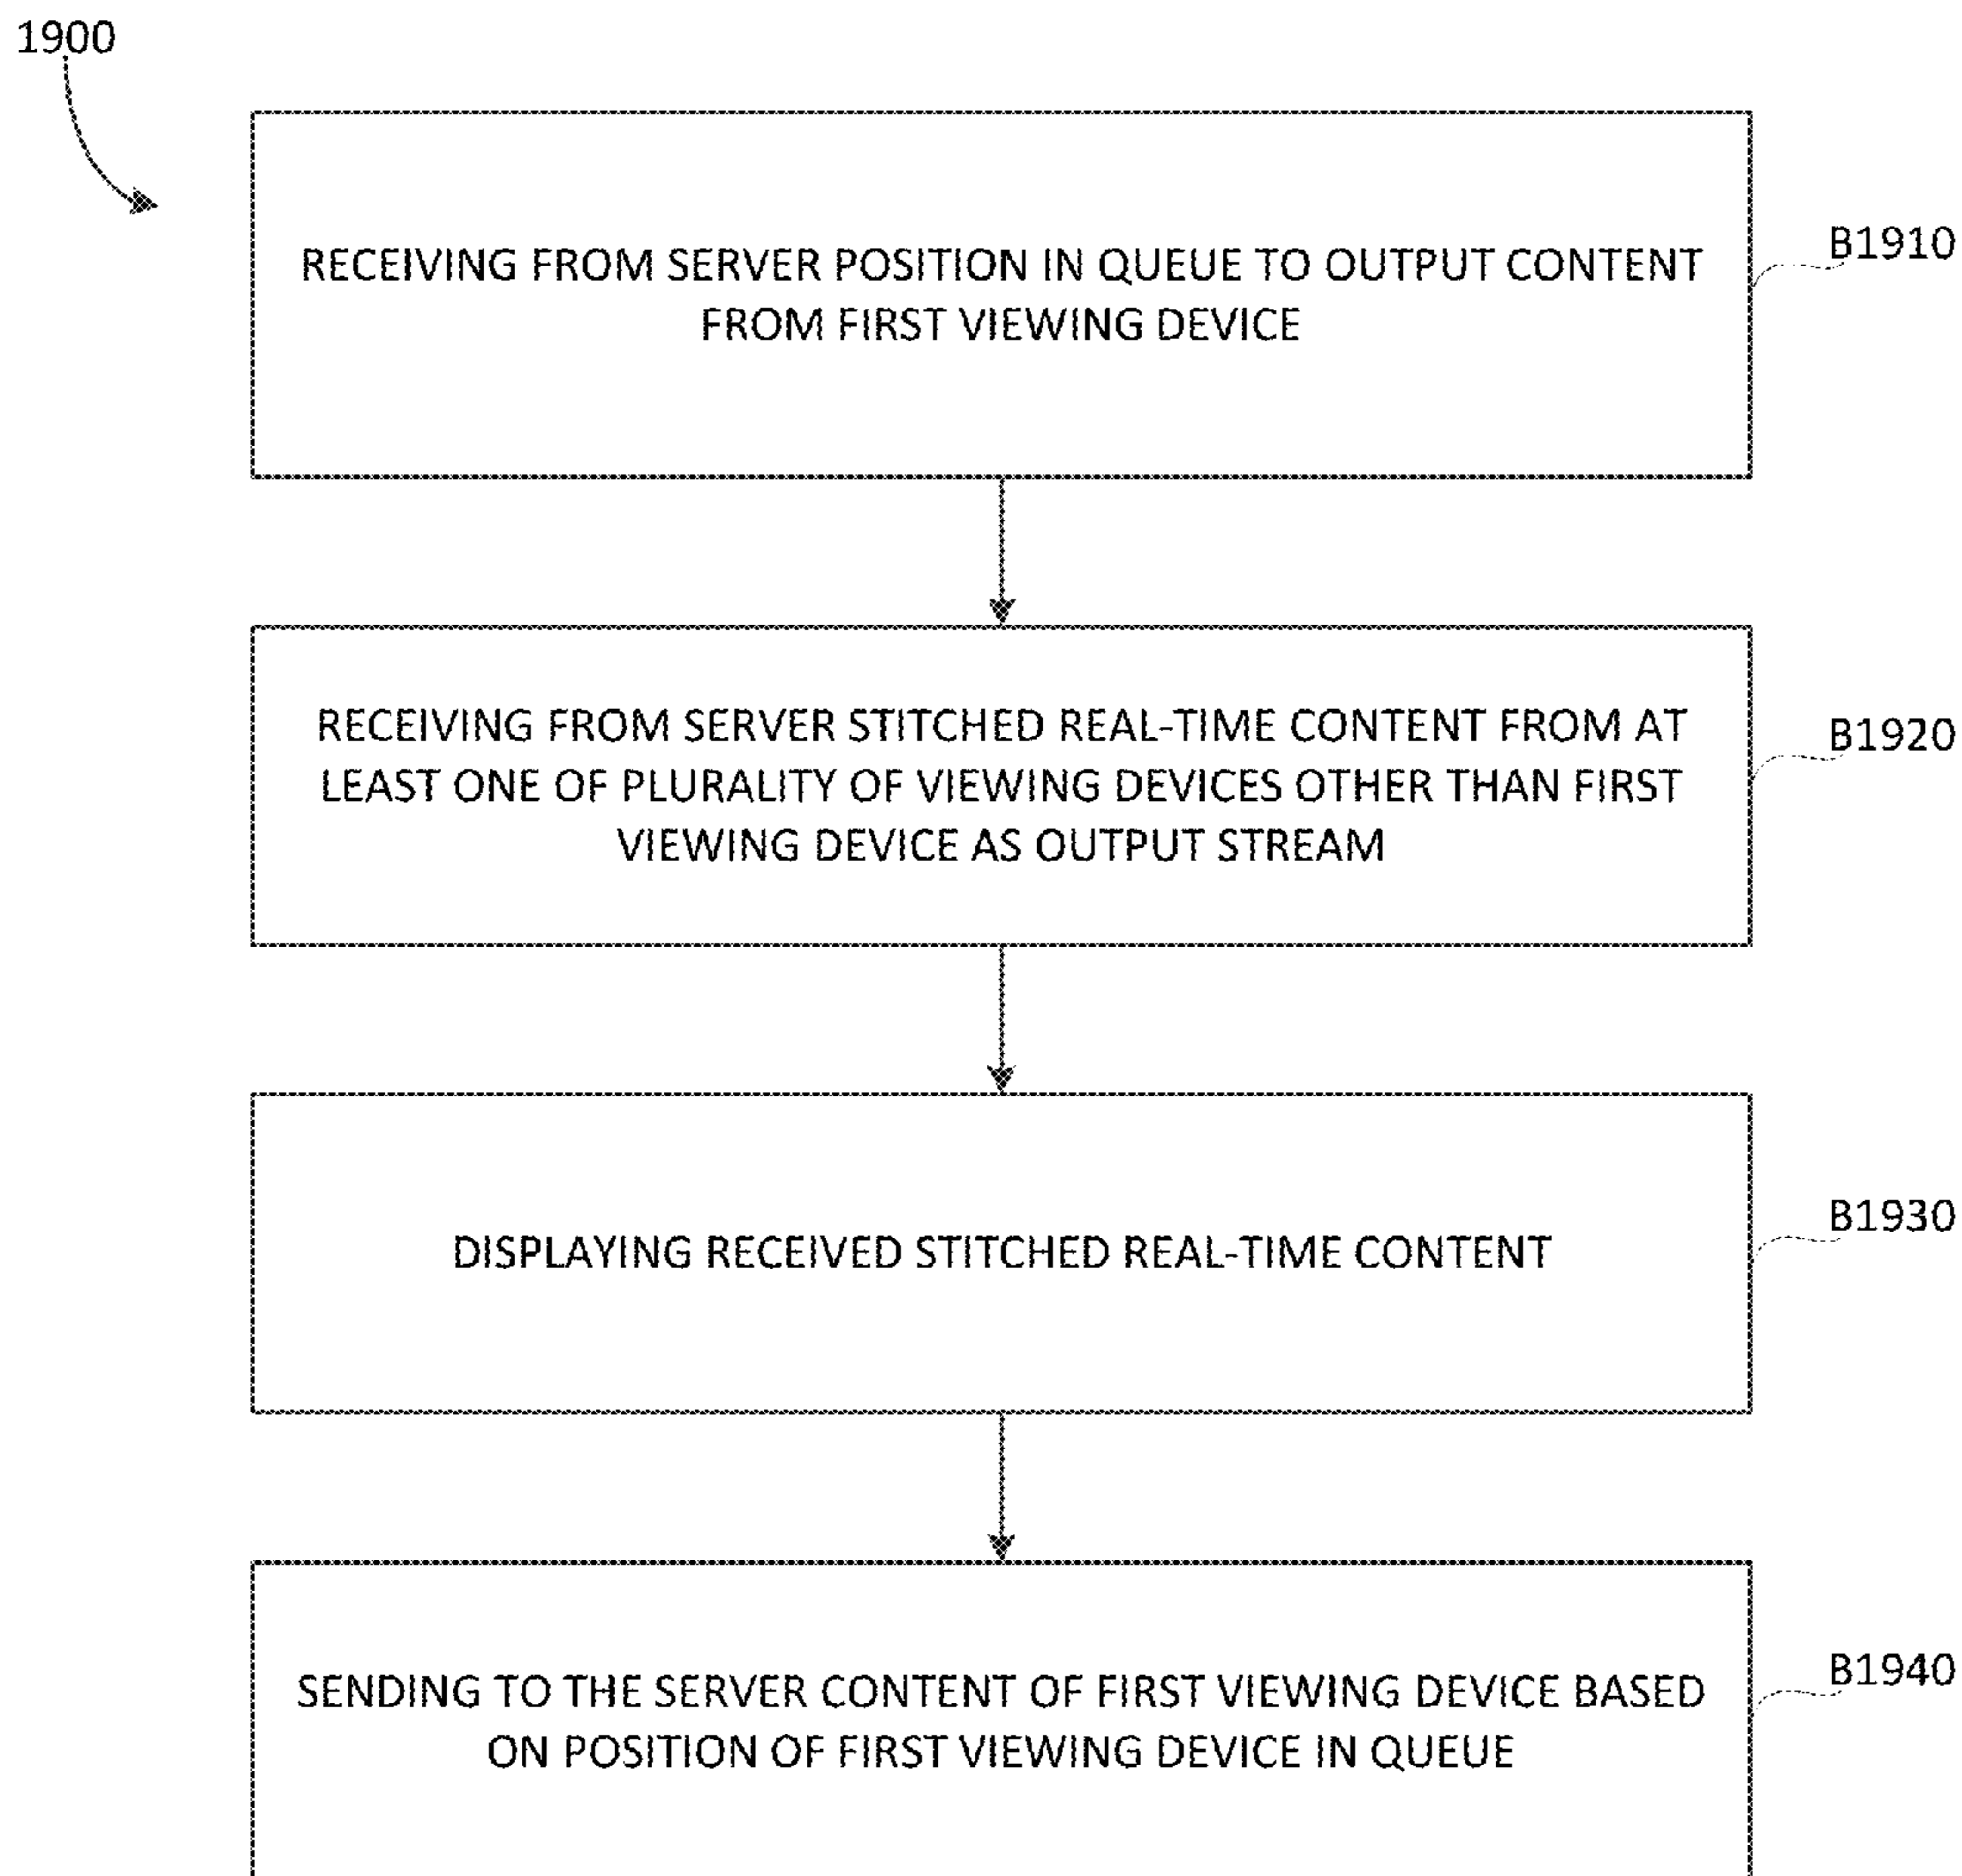 1900
RECEIVING FROM SERVER POSITION IN QUEUE TO OUTPUT CONTENT
FROM FIRST VIEWING DEVICE
B1910
RECEIVING FROM SERVER STITCHED REAL-TIME CONTENT FROM AT
LEAST ONE OF PLURALITY OF VIEWING DEVICES OTHER THAN FIRST
VIEWING DEVICE AS OUTPUT STREAM
B1920
DISPLAYING RECEIVED STITCHED REAL-TIME CONTENT
B1930
SENDING TO THE SERVER CONTENT OF FIRST VIEWING DEVICE BASED
ON POSITION OF FIRST VIEWING DEVICE IN QUEUE
B1940